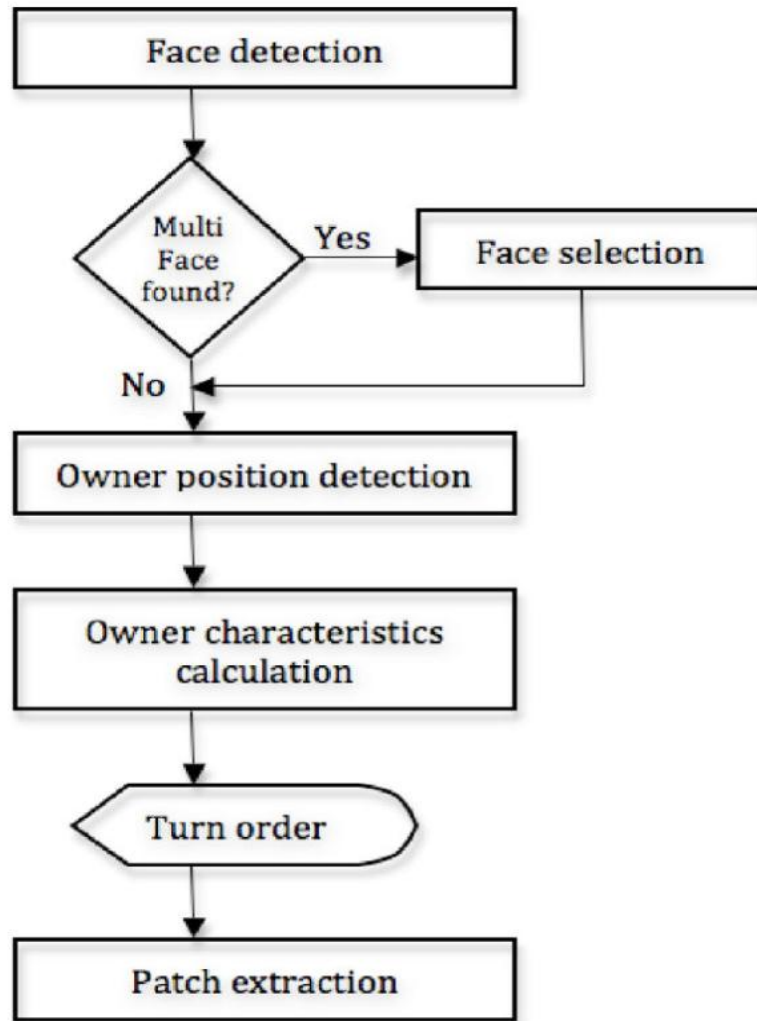 Face detection
Multi
Face
found?
Yes
Face selection
No
Owner position detection
Owner characteristics
calculation
Turn order
Patch extraction